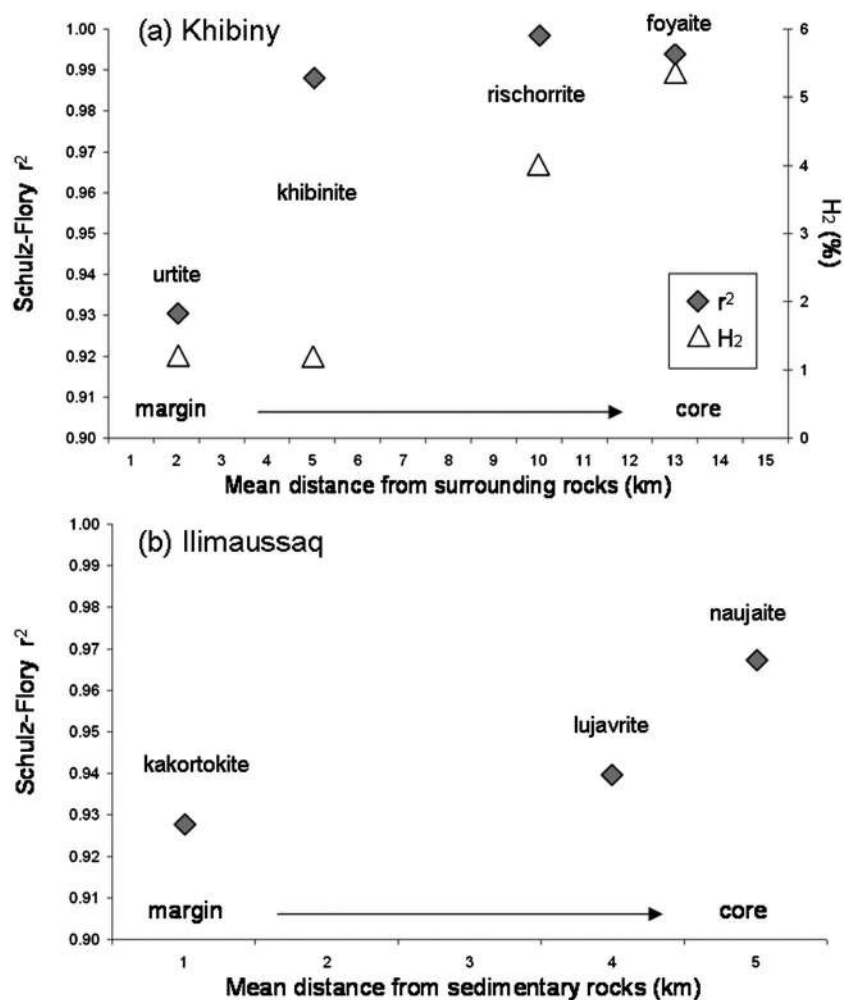 (a) Khibiny
Schulz-Flory r²
1.00
0.99
0.98
0.97
0.96
0.95
0.94
0.93
0.92
0.91
0.90
urtite
khibinite
rischorrite
foyaite
6
5
4
3
2
1
0
H₂ (%)
r²
H₂
margin
core
1 2 3 4 5 6 7 8 9 10 11 12 13 14 15
Mean distance from surrounding rocks (km)
(b) Ilimaussaq
Schulz-Flory r²
1.00
0.99
0.98
0.97
0.96
0.95
0.94
0.93
0.92
0.91
0.90
kakortokite
lujavrite
naujaite
margin
core
1 2 3 4 5
Mean distance from sedimentary rocks (km)